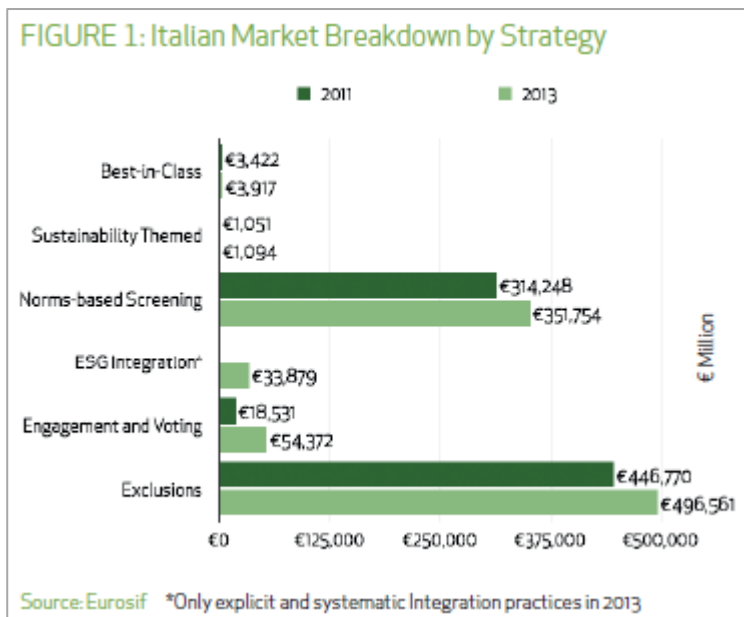 FIGURE 1: Italian Market Breakdown by Strategy
2011 2013
Best-in-Class
€3,422
€3,917
Sustainability Themed
€1,051
€1,094
Norms-based Screening
€314,248
€351,754
ESG Integration*
€33,879
Engagement and Voting
€18,531
€54,372
Exclusions
€446,770
€496,561
€ Million
€0 €125,000 €250,000 €375,000 €500,000
Source: Eurosif *Only explicit and systematic Integration practices in 2013